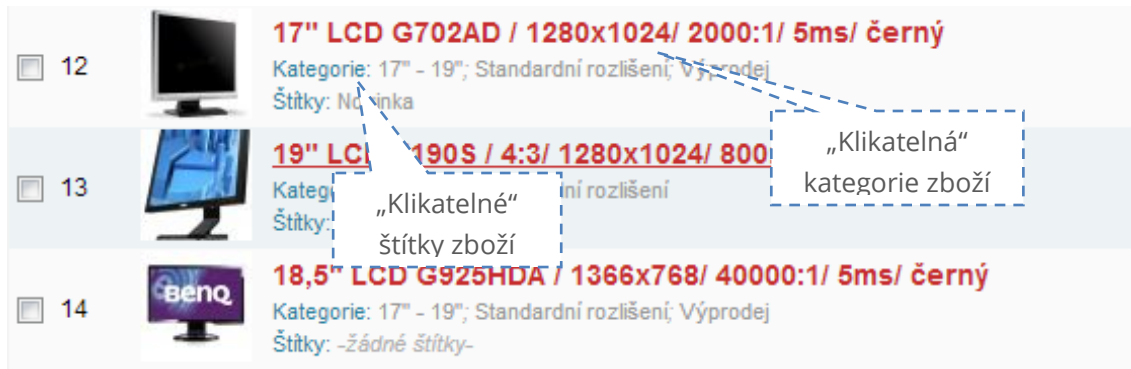 12
17" LCD G702AD / 1280x1024/ 2000:1/ 5ms/ černý
Kategorie: 17" - 19"; Standardní rozlišení; Výprodej
Štítky: Novinka
„Klikatelná“
kategorie zboží
13
19" LC 190S / 4:3/ 1280x1024/ 800
rozlišení
Štítky:
„Klikatelné“
štítky zboží
14
BenQ
18,5" LCD G925HDA / 1366x768/ 40000:1/ 5ms/ černý
Kategorie: 17" - 19"; Standardní rozlišení; Výprodej
Štítky: -žádné štítky-